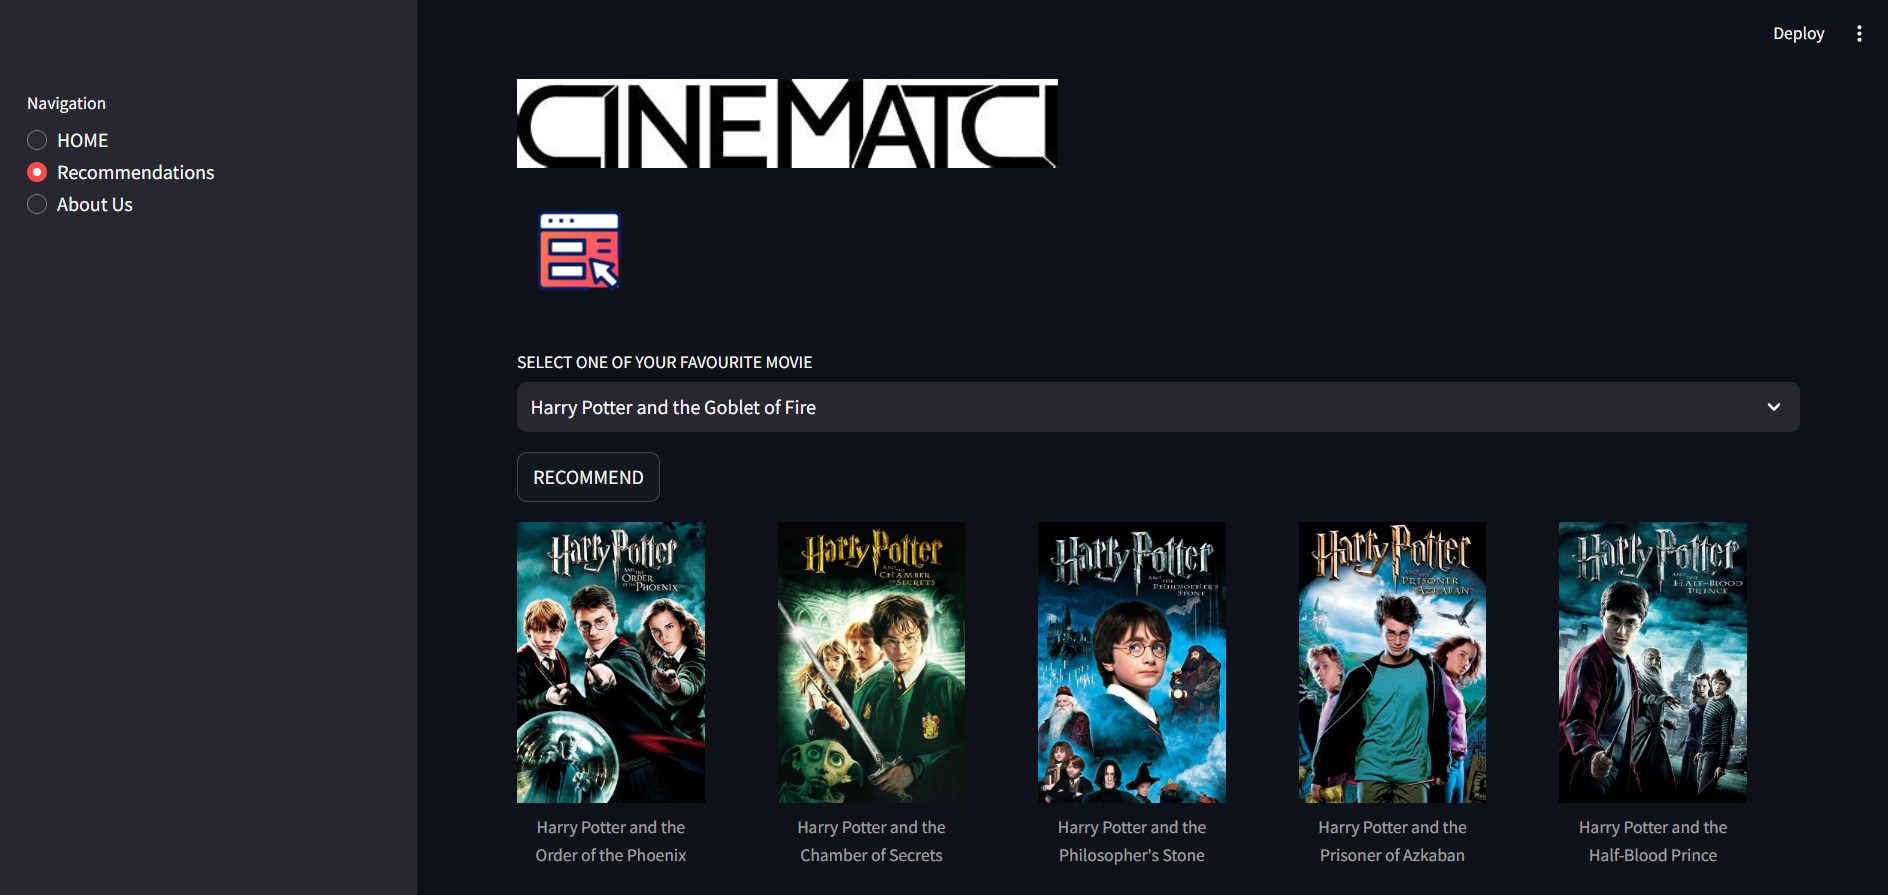 Deploy
Navigation
HOME
Recommendations
About Us
CINEMATC
SELECT ONE OF YOUR FAVOURITE MOVIE
Harry Potter and the Goblet of Fire
RECOMMEND
Harry Potter
AND THE
ORDER
OF THE PHOENIX
Harry Potter
AND THE
CHAMBER
OF SECRETS
Harry Potter
AND THE
PHILOSOPHER'S
STONE
Harry Potter
AND THE
PRISONER
OF AZKABAN
Harry Potter
AND THE
HALF-BLOOD
PRINCE
Harry Potter and the
Order of the Phoenix
Harry Potter and the
Chamber of Secrets
Harry Potter and the
Philosopher's Stone
Harry Potter and the
Prisoner of Azkaban
Harry Potter and the
Half-Blood Prince